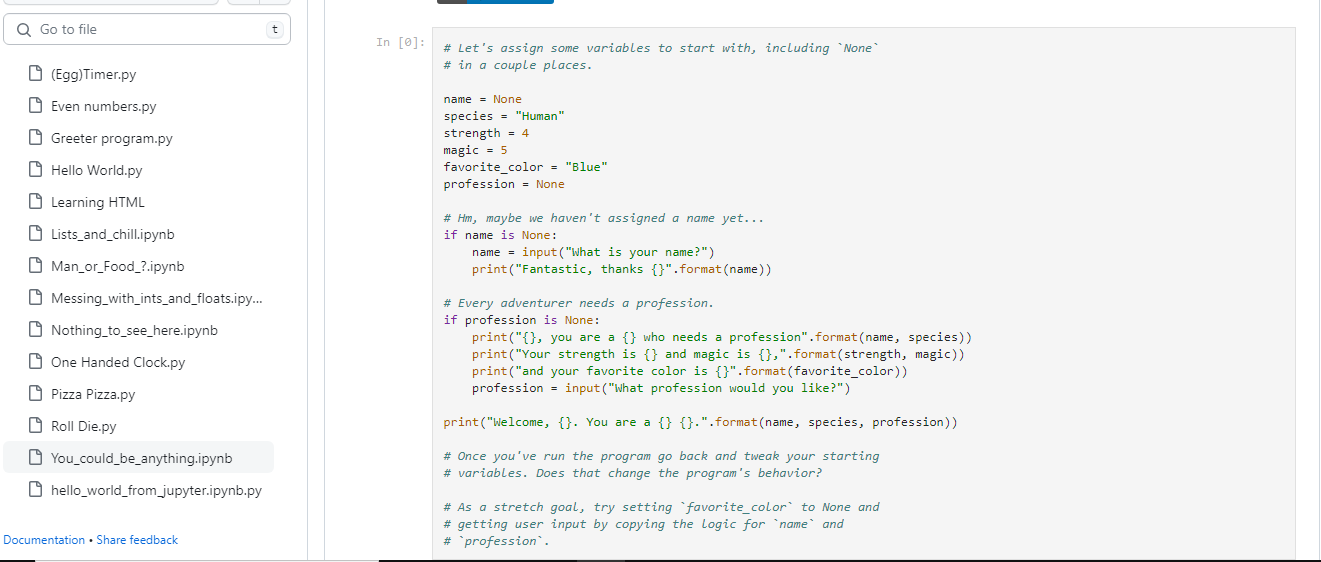 Go to file
t
(Egg)Timer.py
Even numbers.py
Greeter program.py
Hello World.py
Learning HTML
Lists_and_chill.ipynb
Man_or_Food_?.ipynb
Messing_with_ints_and_floats.ipy...
Nothing_to_see_here.ipynb
One Handed Clock.py
Pizza Pizza.py
Roll Die.py
You_could_be_anything.ipynb
hello_world_from_jupyter.ipynb.py
Documentation • Share feedback
In [0]:
# Let's assign some variables to start with, including `None`
# in a couple places.
name = None
species = "Human"
strength = 4
magic = 5
favorite_color = "Blue"
profession = None
# Hm, maybe we haven't assigned a name yet...
if name is None:
    name = input("What is your name?")
    print("Fantastic, thanks {}".format(name))
# Every adventurer needs a profession.
if profession is None:
    print("{}, you are a {} who needs a profession".format(name, species))
    print("Your strength is {} and magic is {},".format(strength, magic))
    print("and your favorite color is {}".format(favorite_color))
    profession = input("What profession would you like?")
print("Welcome, {}. You are a {} {}.".format(name, species, profession))
# Once you've run the program go back and tweak your starting
# variables. Does that change the program's behavior?
# As a stretch goal, try setting `favorite_color` to None and
# getting user input by copying the logic for `name` and
# `profession`.